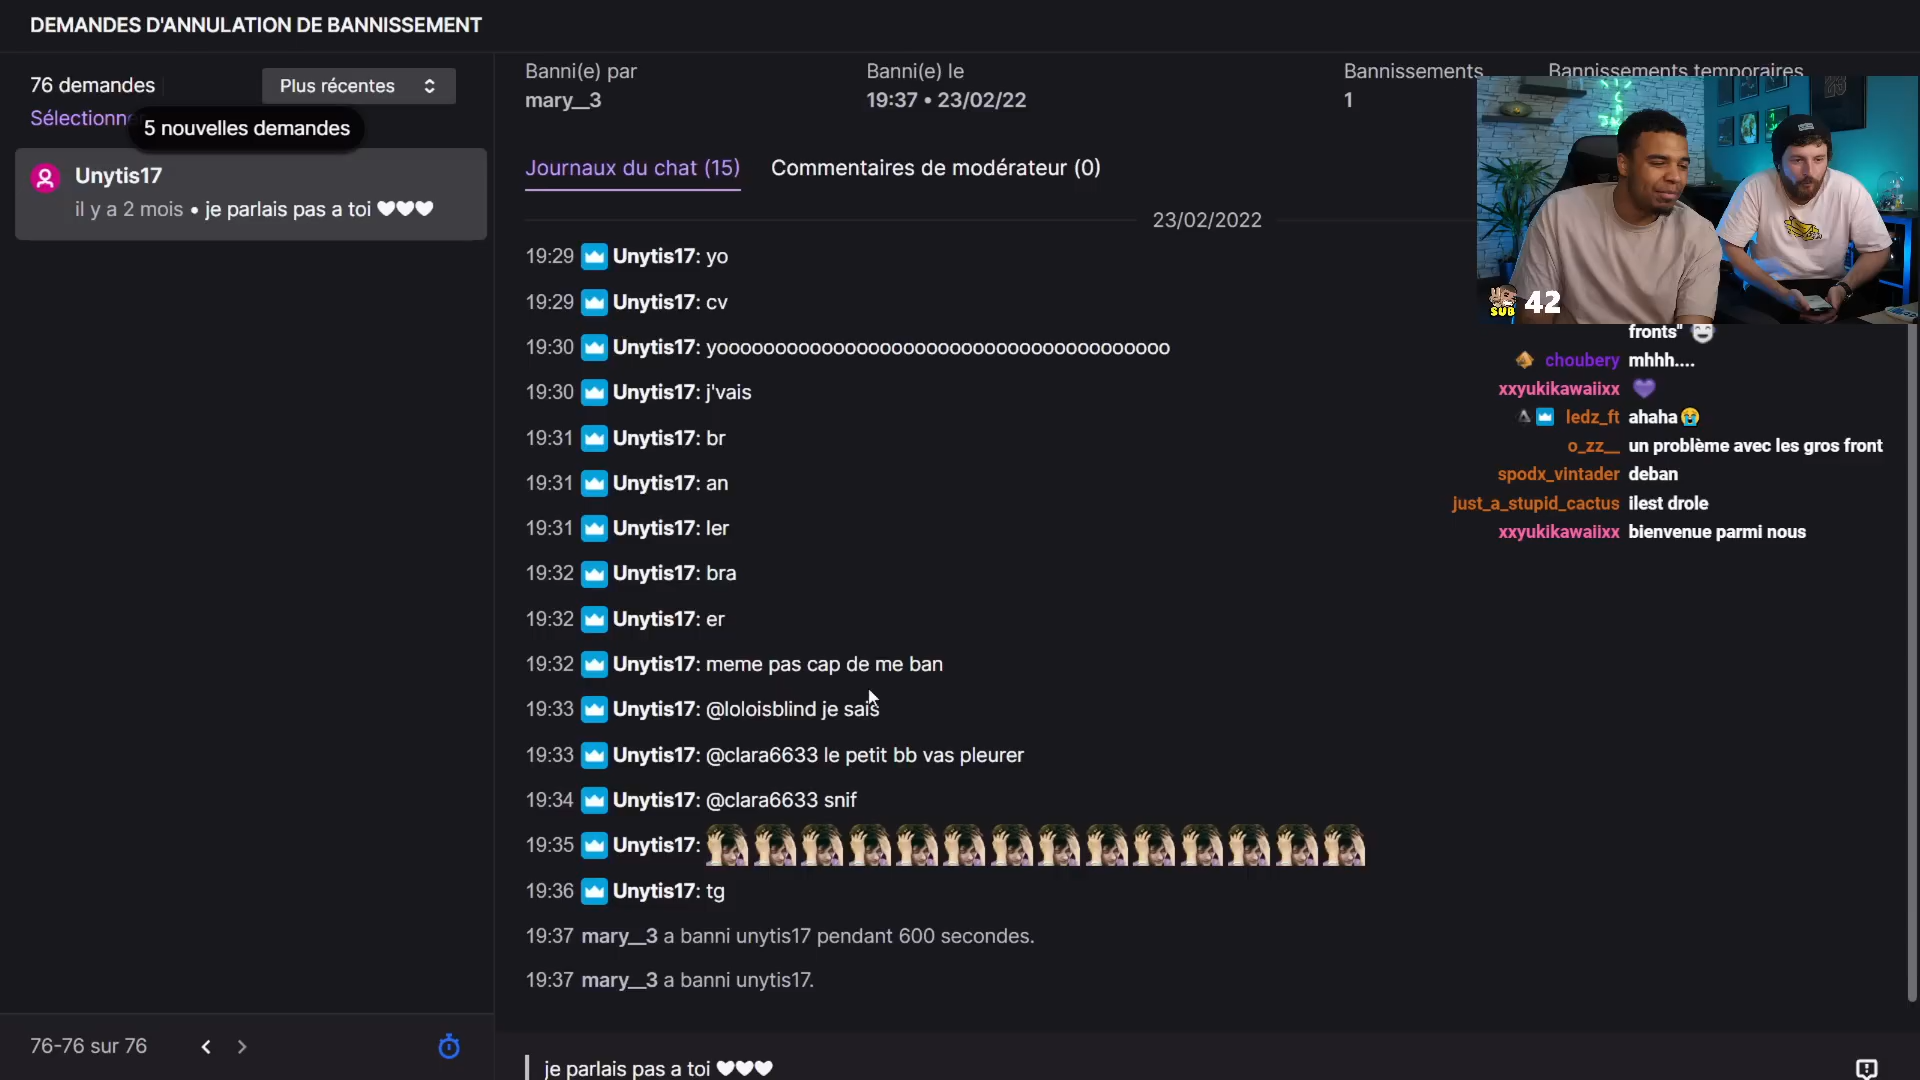 DEMANDES D'ANNULATION DE BANNISSEMENT
76 demandes
Plus récentes
Sélectionne
5 nouvelles demandes
Unytis17
il y a 2 mois • je parlais pas a toi 🤍🤍🤍
Banni(e) par
mary__3
Banni(e) le
19:37 • 23/02/22
Bannissements
1
Bannissements temporaires
Journaux du chat (15)
Commentaires de modérateur (0)
23/02/2022
19:29 Unytis17: yo
19:29 Unytis17: cv
19:30 Unytis17: yooooooooooooooooooooooooooooooooooooooo
19:30 Unytis17: j'vais
19:31 Unytis17: br
19:31 Unytis17: an
19:31 Unytis17: ler
19:32 Unytis17: bra
19:32 Unytis17: er
19:32 Unytis17: meme pas cap de me ban
19:33 Unytis17: @loloisblind je sais
19:33 Unytis17: @clara6633 le petit bb vas pleurer
19:34 Unytis17: @clara6633 snif
19:35 Unytis17:
19:36 Unytis17: tg
19:37 mary__3 a banni unytis17 pendant 600 secondes.
19:37 mary__3 a banni unytis17.
je parlais pas a toi 🤍🤍🤍
76-76 sur 76
SUB 42
fronts"
choubery mhhh....
xxyukikawaiixx 💜
ledz_ft ahaha😭
o_zz__ un problème avec les gros front
spodx_vintader deban
just_a_stupid_cactus ilest drole
xxyukikawaiixx bienvenue parmi nous